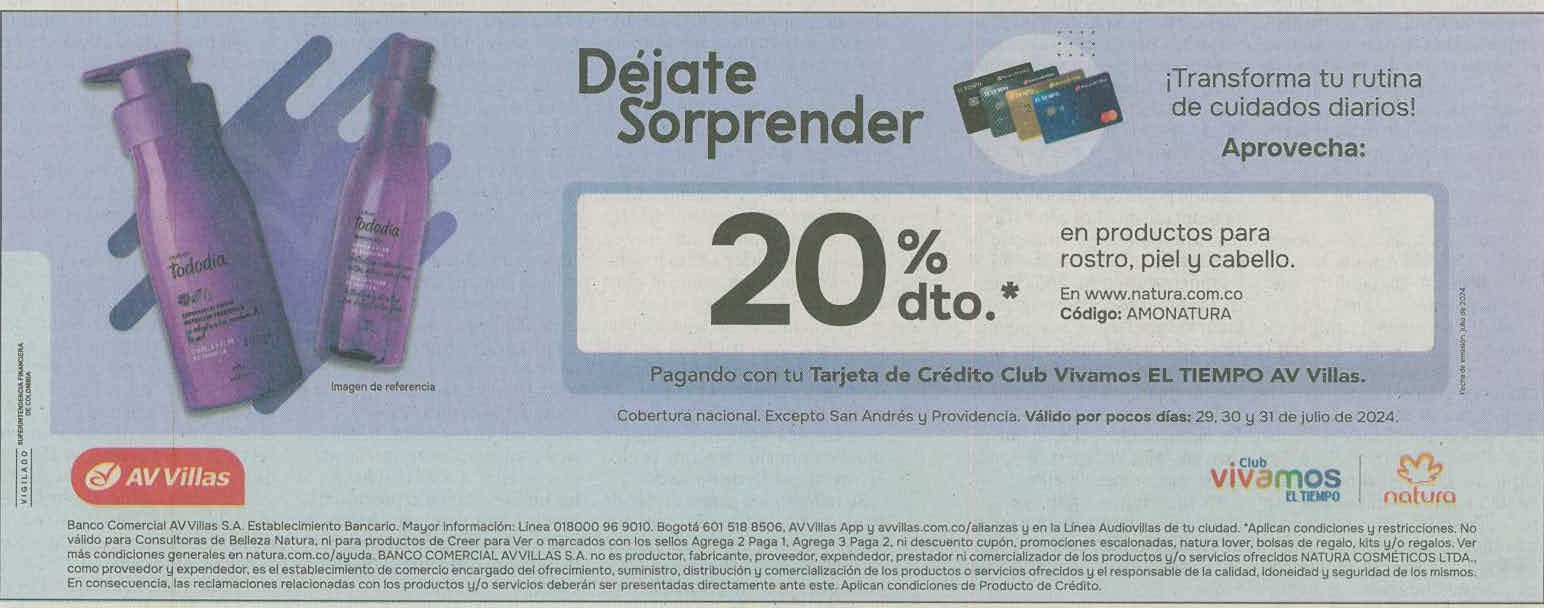 Déjate
Sorprender
¡Transforma tu rutina
de cuidados diarios!
Aprovecha:
EL TIEMPO
natura
Tododía
Tododía
20% dto.*
en productos para
rostro, piel y cabello.
En www.natura.com.co
Código: AMONATURA
Pagando con tu Tarjeta de Crédito Club Vivamos EL TIEMPO AV Villas.
Imagen de referencia
Cobertura nacional. Excepto San Andrés y Providencia. Válido por pocos días: 29, 30 y 31 de julio de 2024.
Fecha de emisión, julio de 2024
VIGILADO
SUPERINTENDENCIA FINANCIERA
DE COLOMBIA
AV Villas
Club
vivamos
EL TIEMPO
natura
Banco Comercial AV Villas S.A. Establecimiento Bancario. Mayor información: Línea 018000 96 9010. Bogotá 601 518 8506, AV Villas App y avvillas.com.co/alianzas y en la Línea Audiovillas de tu ciudad. *Aplican condiciones y restricciones. No
válido para Consultoras de Belleza Natura, ni para productos de Creer para Ver o marcados con los sellos Agrega 2 Paga 1, Agrega 3 Paga 2, ni descuento cupón, promociones escalonadas, natura lover, bolsas de regalo, kits y/o regalos. Ver
más condiciones generales en natura.com.co/ayuda. BANCO COMERCIAL AV VILLAS S.A. no es productor, fabricante, proveedor, expendedor, prestador ni comercializador de los productos y/o servicios ofrecidos NATURA COSMÉTICOS LTDA.,
como proveedor y expendedor, es el establecimiento de comercio encargado del ofrecimiento, suministro, distribución y comercialización de los productos o servicios ofrecidos y el responsable de la calidad, idoneidad y seguridad de los mismos.
En consecuencia, las reclamaciones relacionadas con los productos y/o servicios deberán ser presentadas directamente ante este. Aplican condiciones de Producto de Crédito.